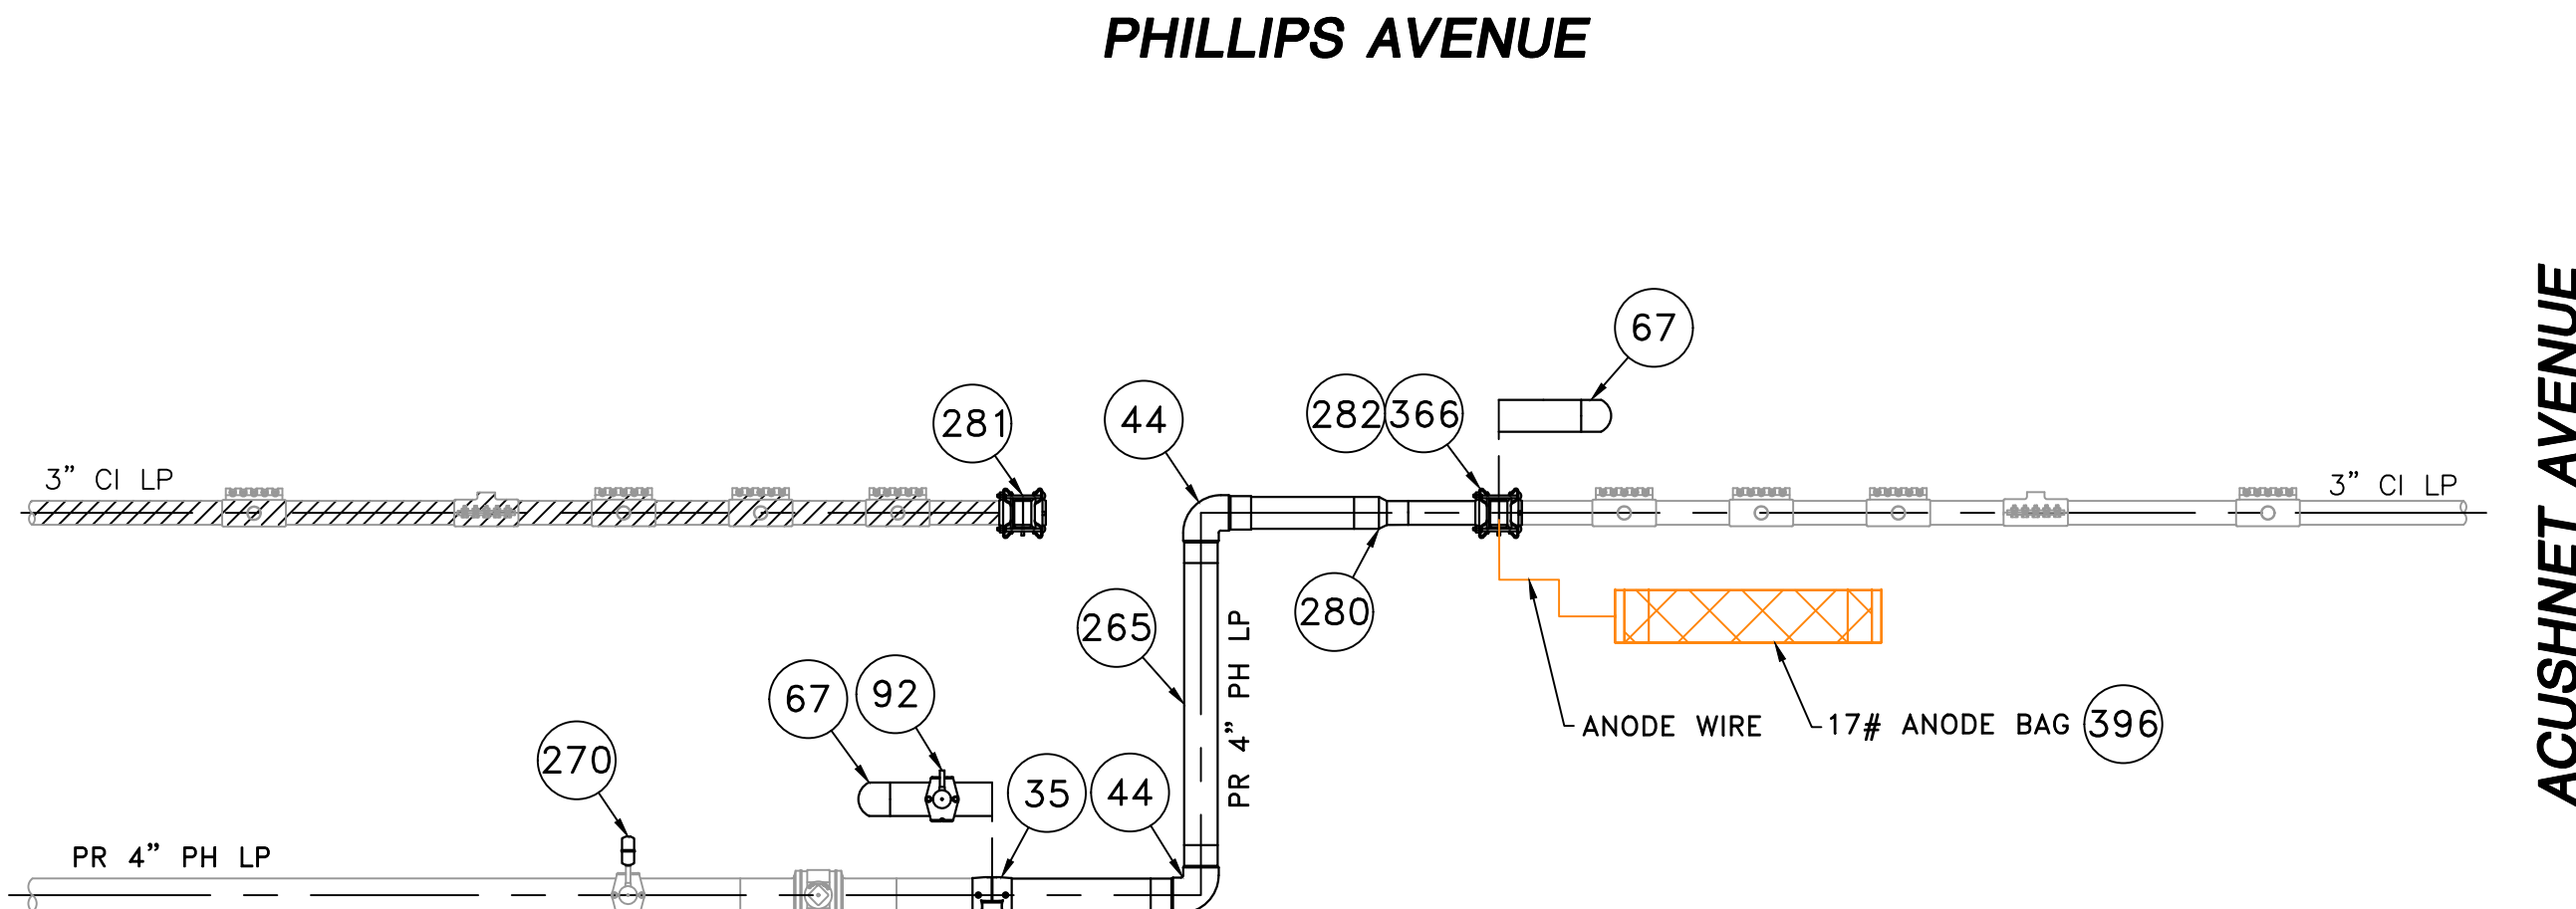 PHILLIPS AVENUE
ACUSHNET AVENUE
67
281
44
282
366
3” CI LP
3” CI LP
265
280
PR 4” PH LP
67
92
ANODE WIRE
17# ANODE BAG
396
270
35
44
PR 4” PH LP